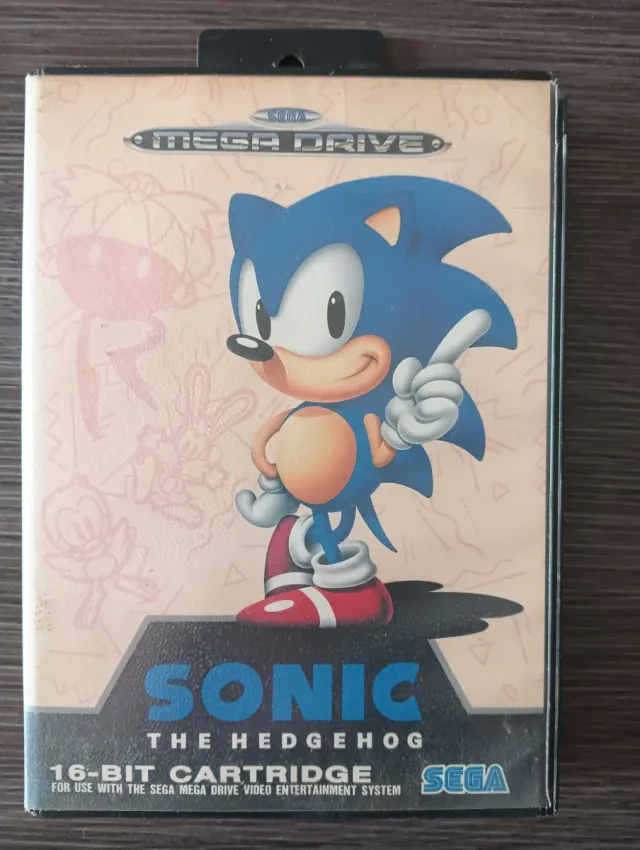 SEGA
MEGA DRIVE
SONIC
THE HEDGEHOG
16-BIT CARTRIDGE
FOR USE WITH THE SEGA MEGA DRIVE VIDEO ENTERTAINMENT SYSTEM
SEGA